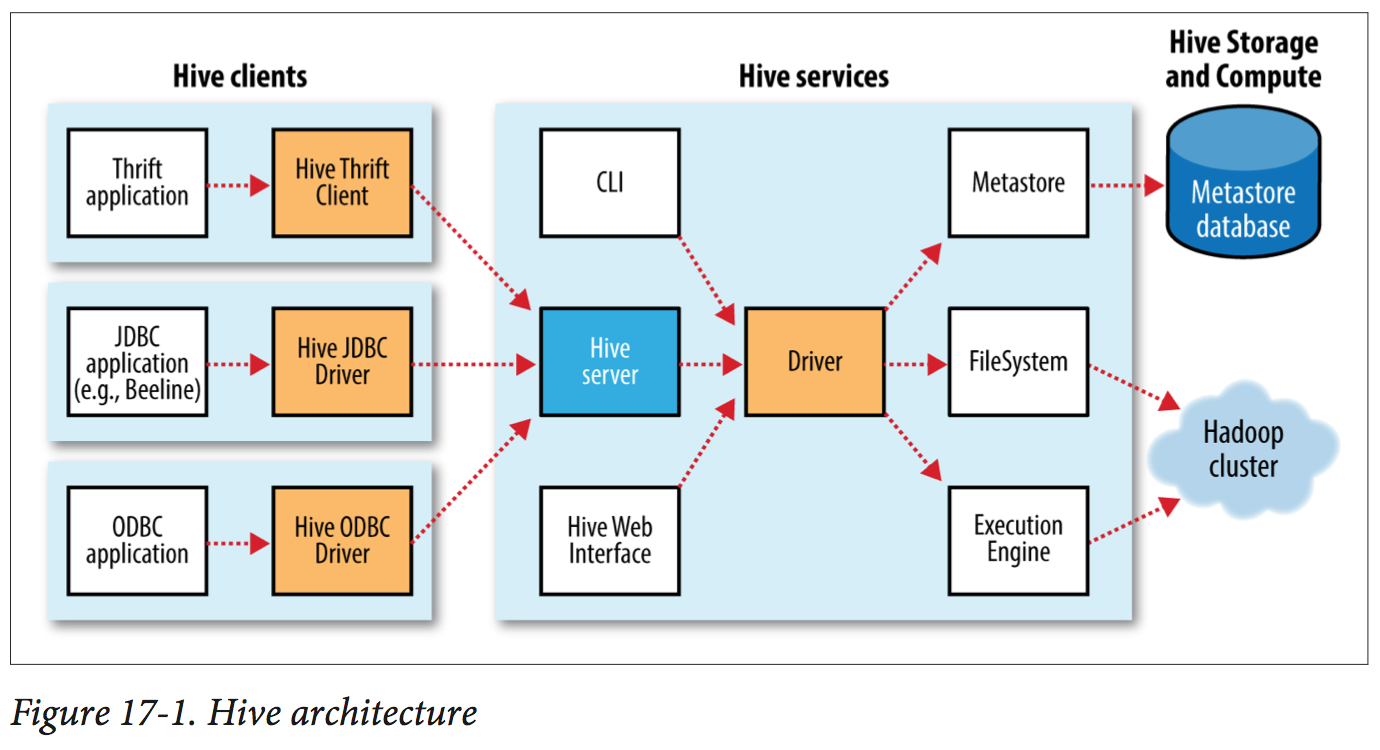 Hive clients
Hive services
Hive Storage
and Compute
Thrift
application
Hive Thrift
Client
CLI
Metastore
Metastore
database
JDBC
application
(e.g., Beeline)
Hive JDBC
Driver
Hive
server
Driver
FileSystem
Hadoop
cluster
ODBC
application
Hive ODBC
Driver
Hive Web
Interface
Execution
Engine
Figure 17-1. Hive architecture